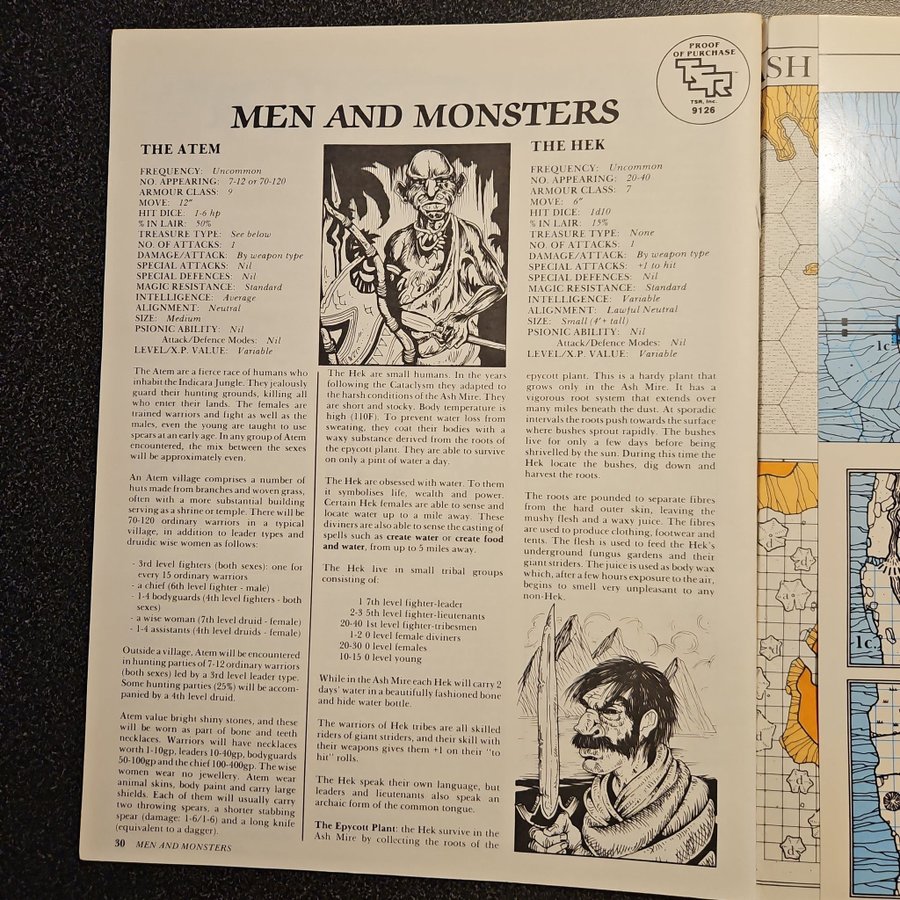 PROOF
OF PURCHASE
TSR
TSR, Inc.
9126
MEN AND MONSTERS
THE ATEM
FREQUENCY: Uncommon
NO. APPEARING: 7-12 or 70-120
ARMOUR CLASS: 9
MOVE: 12"
HIT DICE: 1-6 hp
% IN LAIR: 50%
TREASURE TYPE: See below
NO. OF ATTACKS: 1
DAMAGE/ATTACK: By weapon type
SPECIAL ATTACKS: Nil
SPECIAL DEFENCES: Nil
MAGIC RESISTANCE: Standard
INTELLIGENCE: Average
ALIGNMENT: Neutral
SIZE: Medium
PSIONIC ABILITY: Nil
Attack/Defence Modes: Nil
LEVEL/X.P. VALUE: Variable
The Atem are a fierce race of humans who
inhabit the Indicara Jungle. They jealously
guard their hunting grounds, killing all
who enter their lands. The females are
trained warriors and fight as well as the
males, even the young are taught to use
spears at an early age. In any group of Atem
encountered, the mix between the sexes
will be approximately even.
An Atem village comprises a number of
huts made from branches and woven grass,
often with a more substantial building
serving as a shrine or temple. There will be
70-120 ordinary warriors in a typical
village, in addition to leader types and
druidic wise women as follows:
- 3rd level fighters (both sexes): one for
every 15 ordinary warriors
- a chief (6th level fighter - male)
- 1-4 bodyguards (4th level fighters - both
sexes)
- a wise woman (7th level druid - female)
- 1-4 assistants (4th level druids - female)
Outside a village, Atem will be encountered
in hunting parties of 7-12 ordinary warriors
(both sexes) led by a 3rd level leader type.
Some hunting parties (25%) will be accom-
panied by a 4th level druid.
Atem value bright shiny stones, and these
will be worn as part of bone and teeth
necklaces. Warriors will have necklaces
worth 1-10gp, leaders 10-40gp, bodyguards
50-100gp and the chief 100-400gp. The wise
women wear no jewellery. Atem wear
animal skins, body paint and carry large
shields. Each of them will usually carry
two throwing spears, a shorter stabbing
spear (damage: 1-6/1-6) and a long knife
(equivalent to a dagger).
30 MEN AND MONSTERS
The Hek are small humans. In the years
following the Cataclysm they adapted to
the harsh conditions of the Ash Mire. They
are short and stocky. Body temperature is
high (110F). To prevent water loss from
sweating, they coat their bodies with a
waxy substance derived from the roots of
the epycott plant. They are able to survive
on only a pint of water a day.
The Hek are obsessed with water. To them
it symbolises life, wealth and power.
Certain Hek females are able to sense and
locate water up to a mile away. These
diviners are also able to sense the casting of
spells such as create water or create food
and water, from up to 5 miles away.
The Hek live in small tribal groups
consisting of:
1 7th level fighter-leader
2-3 5th level fighter-lieutenants
20-40 1st level fighter-tribesmen
1-2 0 level female diviners
20-30 0 level females
10-15 0 level young
While in the Ash Mire each Hek will carry 2
days' water in a beautifully fashioned bone
and hide water bottle.
The warriors of Hek tribes are all skilled
riders of giant striders, and their skill with
their weapons gives them +1 on their "to
hit" rolls.
The Hek speak their own language, but
leaders and lieutenants also speak an
archaic form of the common tongue.
The Epycott Plant: the Hek survive in the
Ash Mire by collecting the roots of the
THE HEK
FREQUENCY: Uncommon
NO. APPEARING: 20-40
ARMOUR CLASS: 7
MOVE: 6"
HIT DICE: 1d10
% IN LAIR: 15%
TREASURE TYPE: None
NO. OF ATTACKS: 1
DAMAGE/ATTACK: By weapon type
SPECIAL ATTACKS: +1 to hit
SPECIAL DEFENCES: Nil
MAGIC RESISTANCE: Standard
INTELLIGENCE: Variable
ALIGNMENT: Lawful Neutral
SIZE: Small (4'+ tall)
PSIONIC ABILITY: Nil
Attack/Defence Modes: Nil
LEVEL/X.P. VALUE: Variable
epycott plant. This is a hardy plant that
grows only in the Ash Mire. It has a
vigorous root system that extends over
many miles beneath the dust. At sporadic
intervals the roots push towards the surface
where bushes sprout rapidly. The bushes
live for only a few days before being
shrivelled by the sun. During this time the
Hek locate the bushes, dig down and
harvest the roots.
The roots are pounded to separate fibres
from the hard outer skin, leaving the
mushy flesh and a waxy juice. The fibres
are used to produce clothing, footwear and
tents. The flesh is used to feed the Hek's
underground fungus gardens and their
giant striders. The juice is used as body wax
which, after a few hours exposure to the air,
begins to smell very unpleasant to any
non-Hek.
SH
1c
d
a
1c
d
d